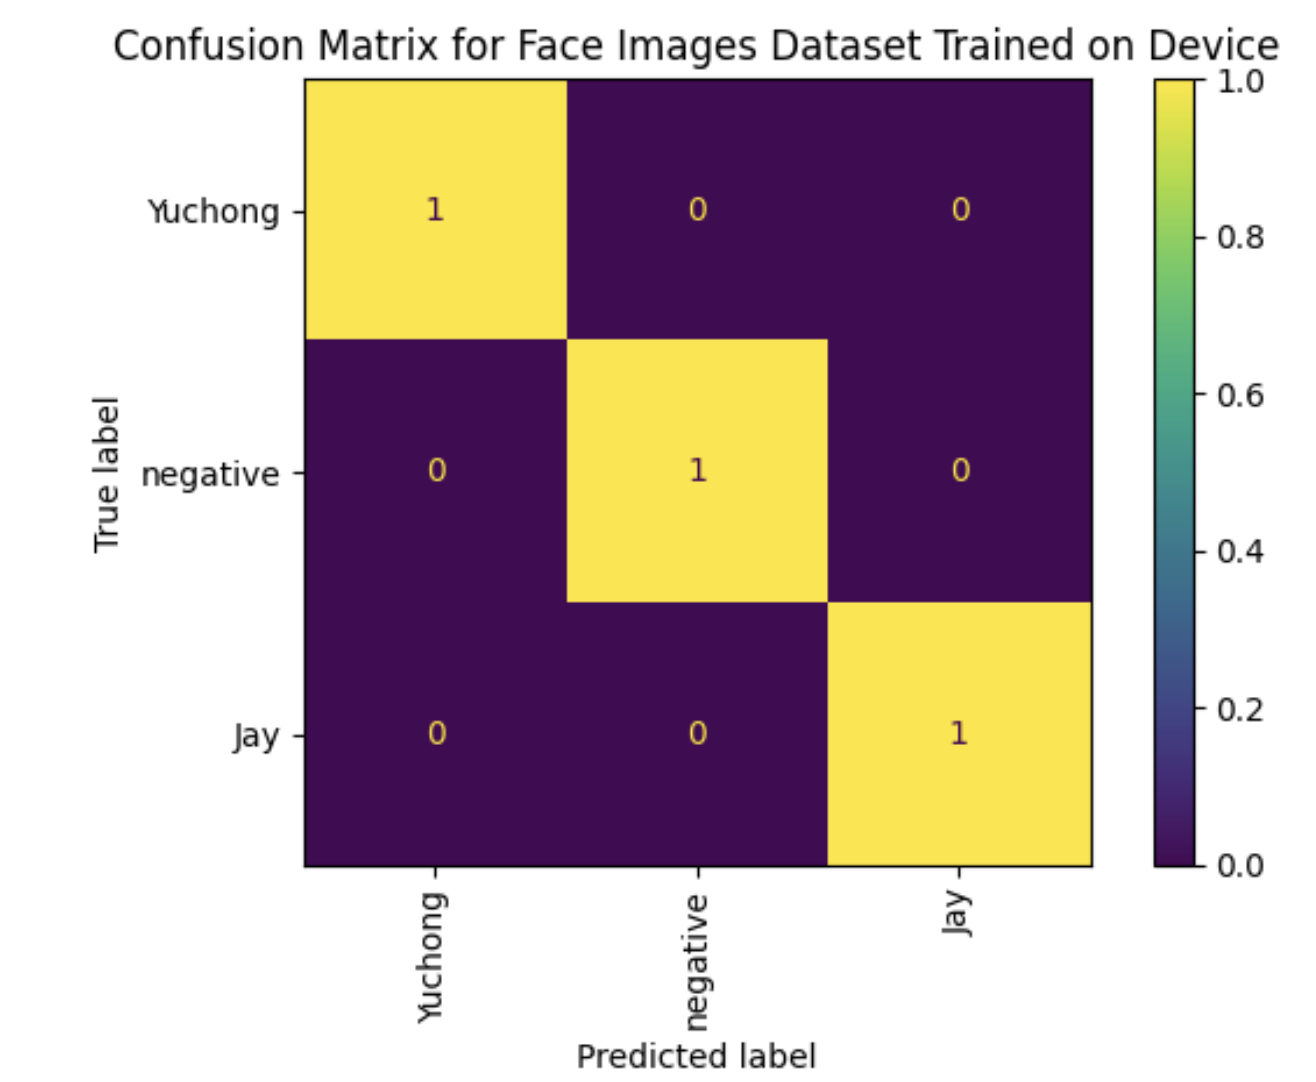 Confusion Matrix for Face Images Dataset Trained on Device
1.0
Yuchong
1 0 0
0.8
0.6
True label
negative
0 1 0
0.4
0.2
Jay
0 0 1
0.0
Yuchong
negative
Jay
Predicted label